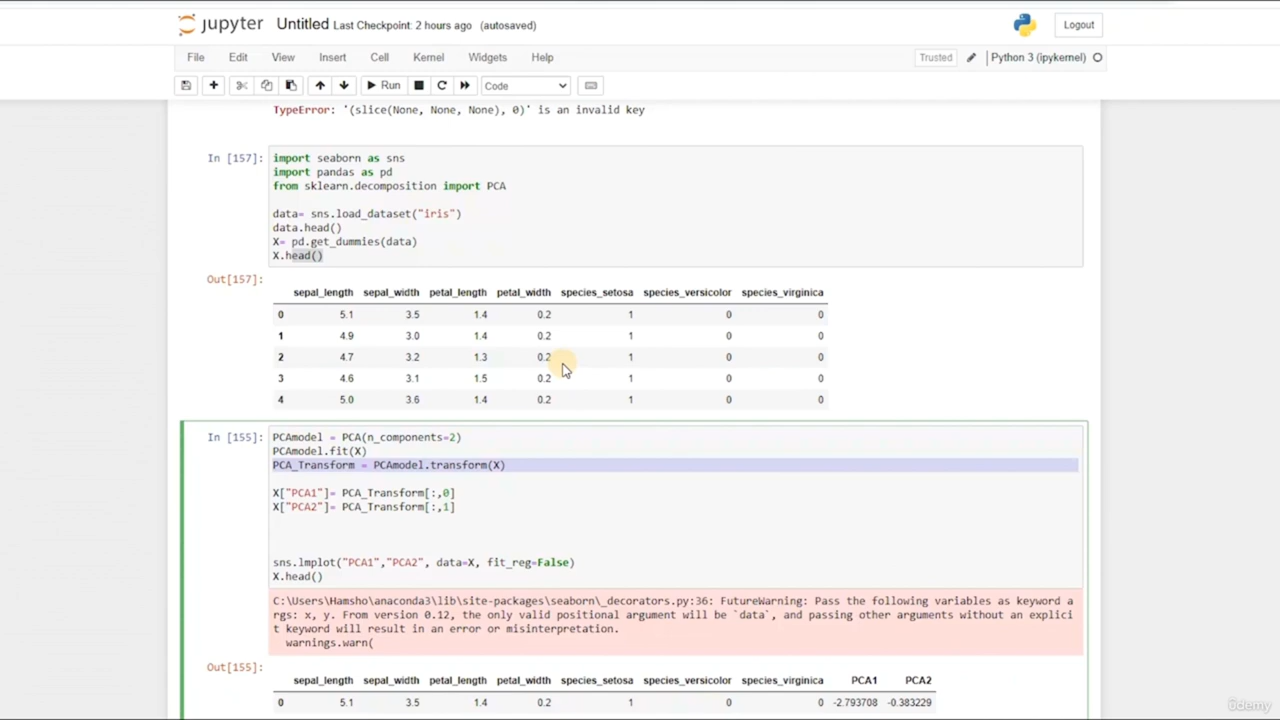 jupyter Untitled Last Checkpoint: 2 hours ago (autosaved) Logout
File Edit View Insert Cell Kernel Widgets Help Trusted Python 3 (ipykernel)
Run Code
TypeError: '(slice(None, None, None), 0)' is an invalid key
In [157]: import seaborn as sns
import pandas as pd
from sklearn.decomposition import PCA
data= sns.load_dataset("iris")
data.head()
X= pd.get_dummies(data)
X.head()
Out[157]:
sepal_length sepal_width petal_length petal_width species_setosa species_versicolor species_virginica
0 5.1 3.5 1.4 0.2 1 0 0
1 4.9 3.0 1.4 0.2 1 0 0
2 4.7 3.2 1.3 0.2 1 0 0
3 4.6 3.1 1.5 0.2 1 0 0
4 5.0 3.6 1.4 0.2 1 0 0
In [155]: PCAmodel = PCA(n_components=2)
PCAmodel.fit(X)
PCA_Transform = PCAmodel.transform(X)
X["PCA1"]= PCA_Transform[:,0]
X["PCA2"]= PCA_Transform[:,1]
sns.lmplot("PCA1","PCA2", data=X, fit_reg=False)
X.head()
C:\Users\Hamsho\anaconda3\lib\site-packages\seaborn\_decorators.py:36: FutureWarning: Pass the following variables as keyword a
rgs: x, y. From version 0.12, the only valid positional argument will be `data`, and passing other arguments without an explici
t keyword will result in an error or misinterpretation.
warnings.warn(
Out[155]:
sepal_length sepal_width petal_length petal_width species_setosa species_versicolor species_virginica PCA1 PCA2
0 5.1 3.5 1.4 0.2 1 0 0 -2.793708 -0.383229
ûdemy